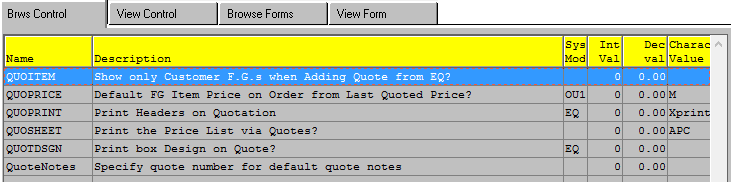 Brws Control View Control Browse Forms View Form
Sys Int Dec Charac
Name Description Mod Val val Value
QUOITEM Show only Customer F.G.s when Adding Quote from EQ? 0 0.00
QUOPRICE Default FG Item Price on Order from Last Quoted Price? OU1 0 0.00 M
QUOPRINT Print Headers on Quotation EQ 0 0.00 Xprint
QUOSHEET Print the Price List via Quotes? 0 0.00 APC
QUOTDSGN Print box Design on Quote? EQ 0 0.00
QuoteNotes Specify quote number for default quote notes 0 0.00